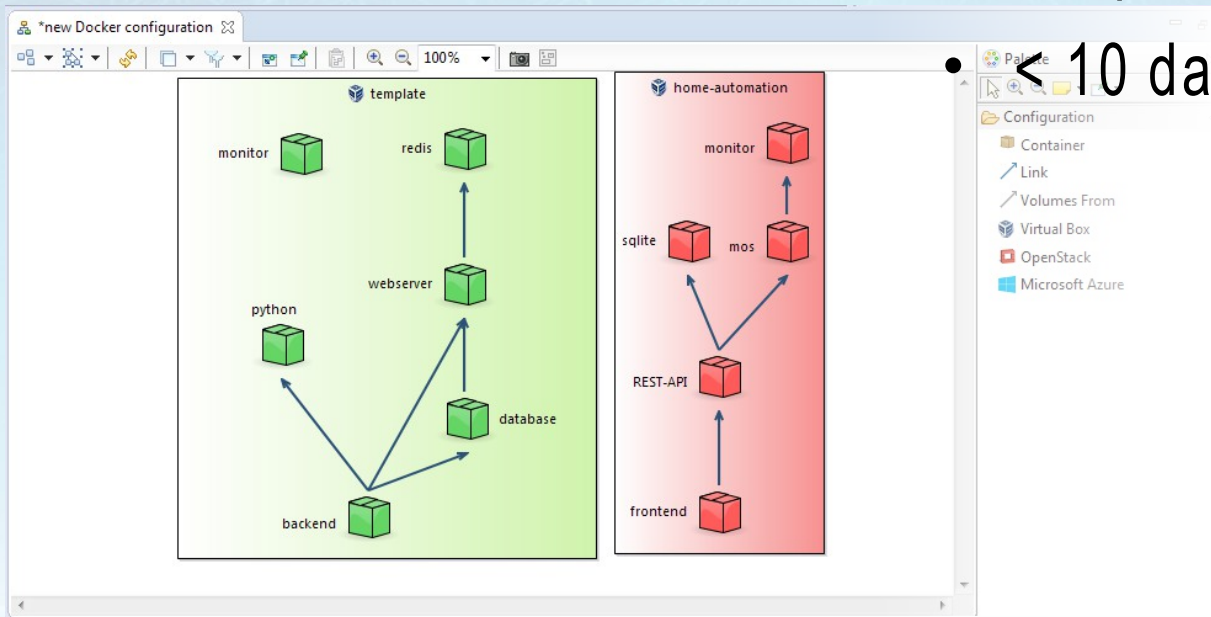 *new Docker configuration
100%
• < 10 da
Palette
template
home-automation
monitor
redis
monitor
sqlite
mos
webserver
python
REST-API
database
frontend
backend
Configuration
Container
Link
Volumes From
Virtual Box
OpenStack
Microsoft Azure